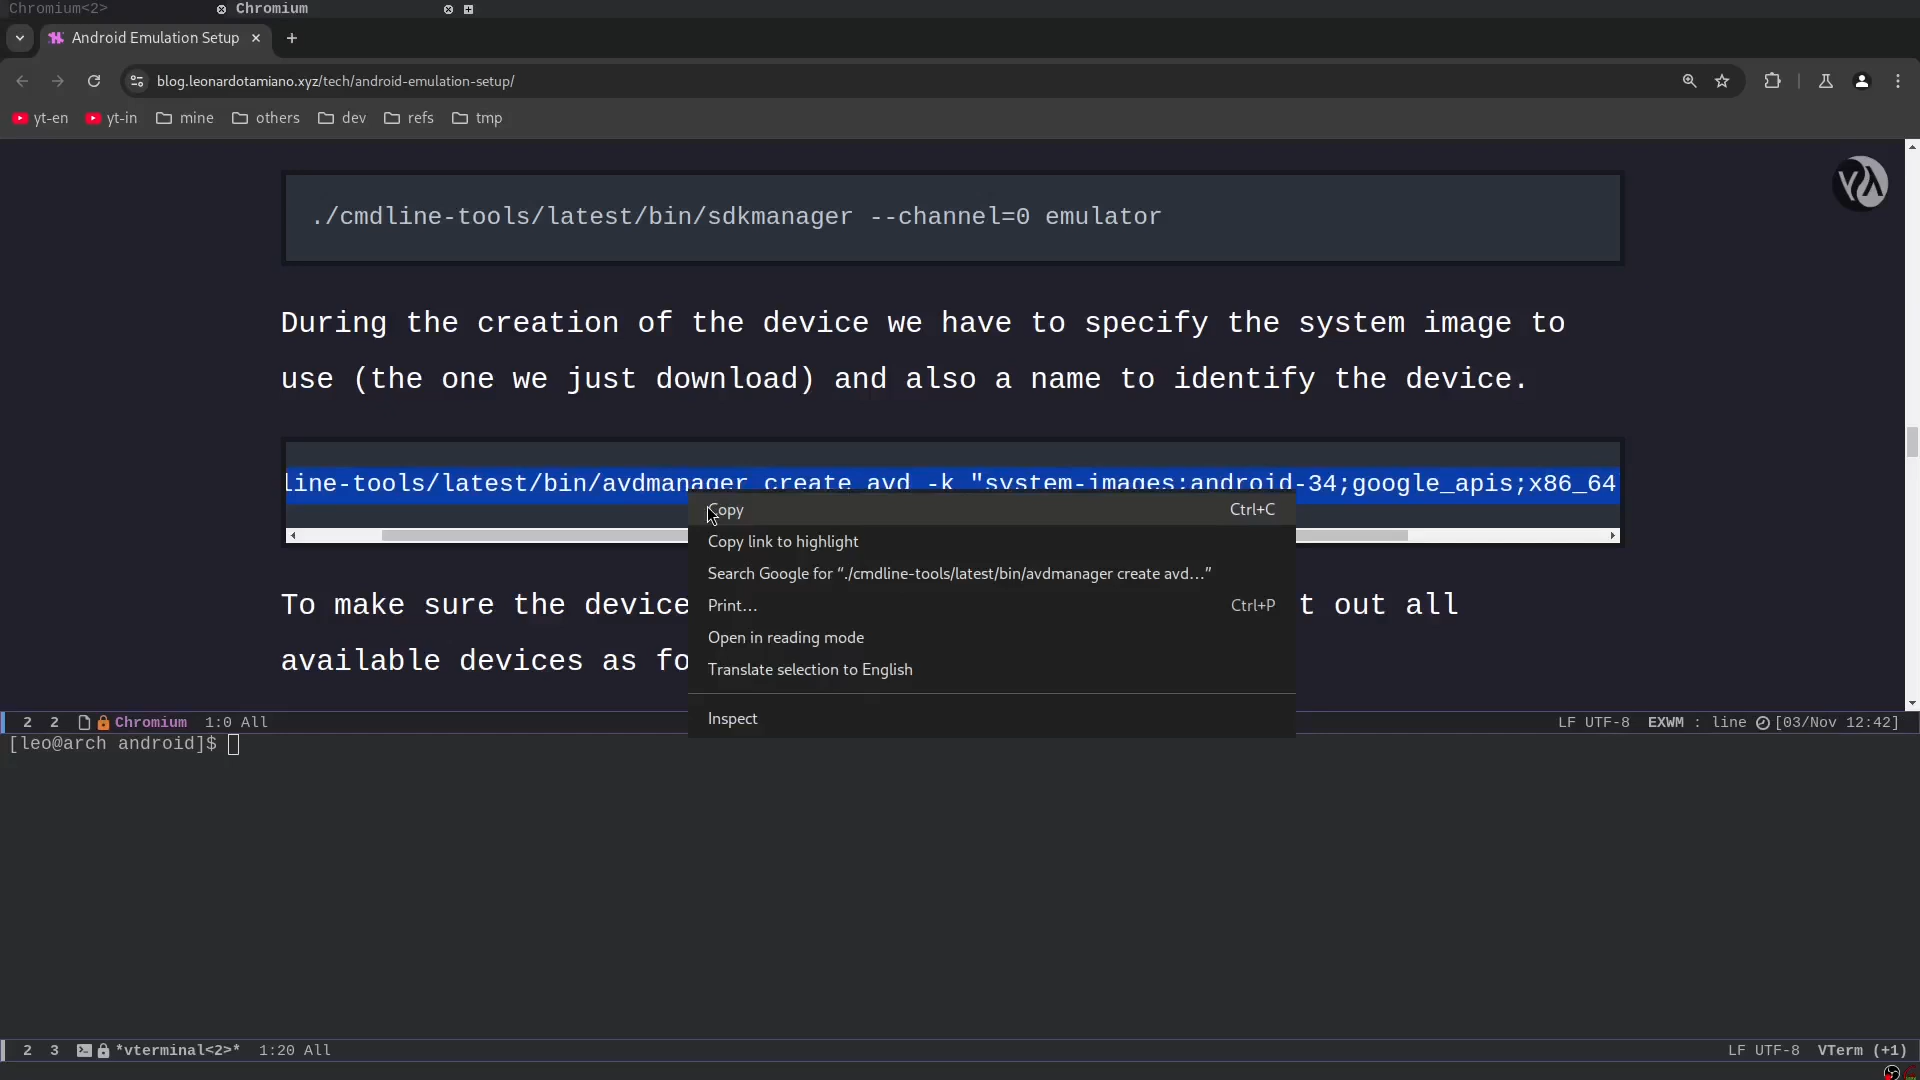 Chromium<2>
Chromium
Android Emulation Setup
blog.leonardotamiano.xyz/tech/android-emulation-setup/
yt-en yt-in mine others dev refs tmp
./cmdline-tools/latest/bin/sdkmanager --channel=0 emulator
During the creation of the device we have to specify the system image to
use (the one we just download) and also a name to identify the device.
line-tools/latest/bin/avdmanager create avd -k "system-images;android-34;google_apis;x86_64
Copy Ctrl+C
Copy link to highlight
Search Google for “./cmdline-tools/latest/bin/avdmanager create avd…”
Print… Ctrl+P
Open in reading mode
Translate selection to English
Inspect
To make sure the device t out all
available devices as fo
2 2 Chromium 1:0 All LF UTF-8 EXWM : line [03/Nov 12:42]
[leo@arch android]$
2 3 *vterminal<2>* 1:20 All LF UTF-8 VTerm (+1)